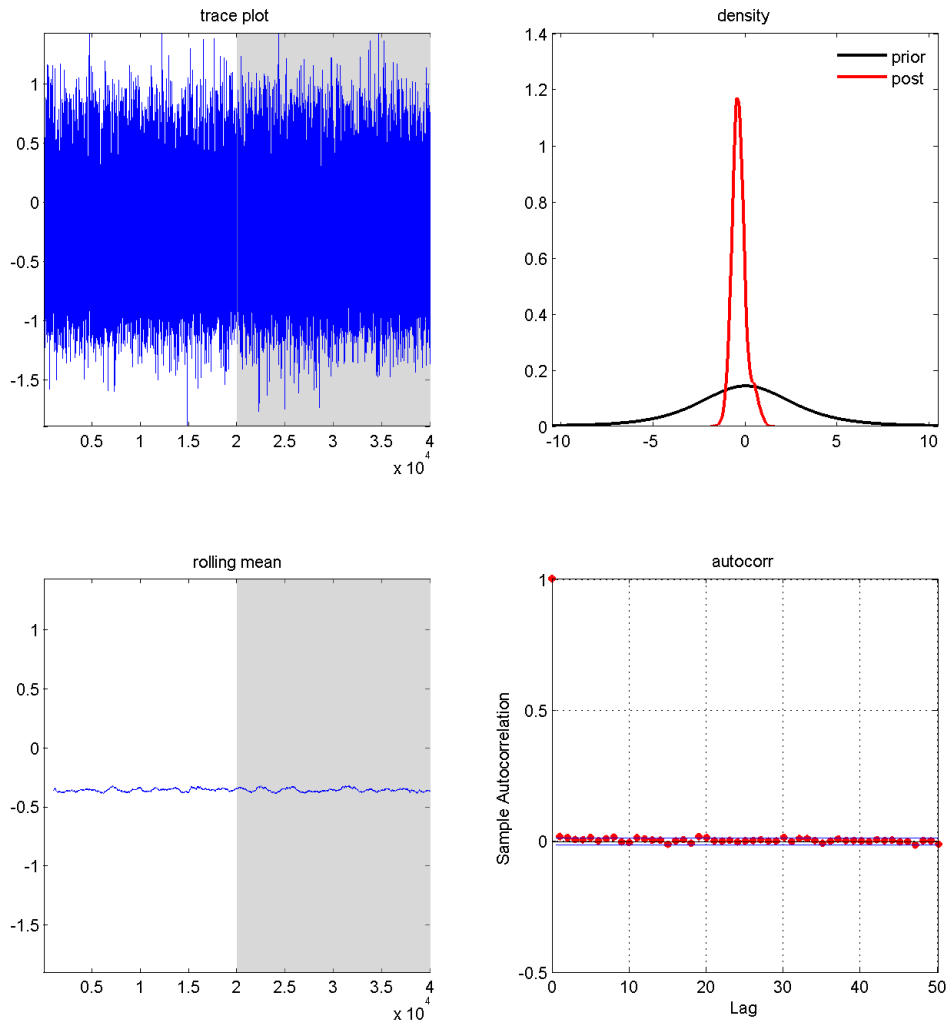 trace plot
1
0.5
0
-0.5
-1
-1.5
0.5 1 1.5 2 2.5 3 3.5 4
x 10
4
density
1.4
1.2
1
0.8
0.6
0.4
0.2
0
-10 -5 0 5 10
prior
post
rolling mean
1
0.5
0
-0.5
-1
-1.5
0.5 1 1.5 2 2.5 3 3.5 4
x 10
4
autocorr
Sample Autocorrelation
1
0.5
0
-0.5
0 10 20 30 40 50
Lag